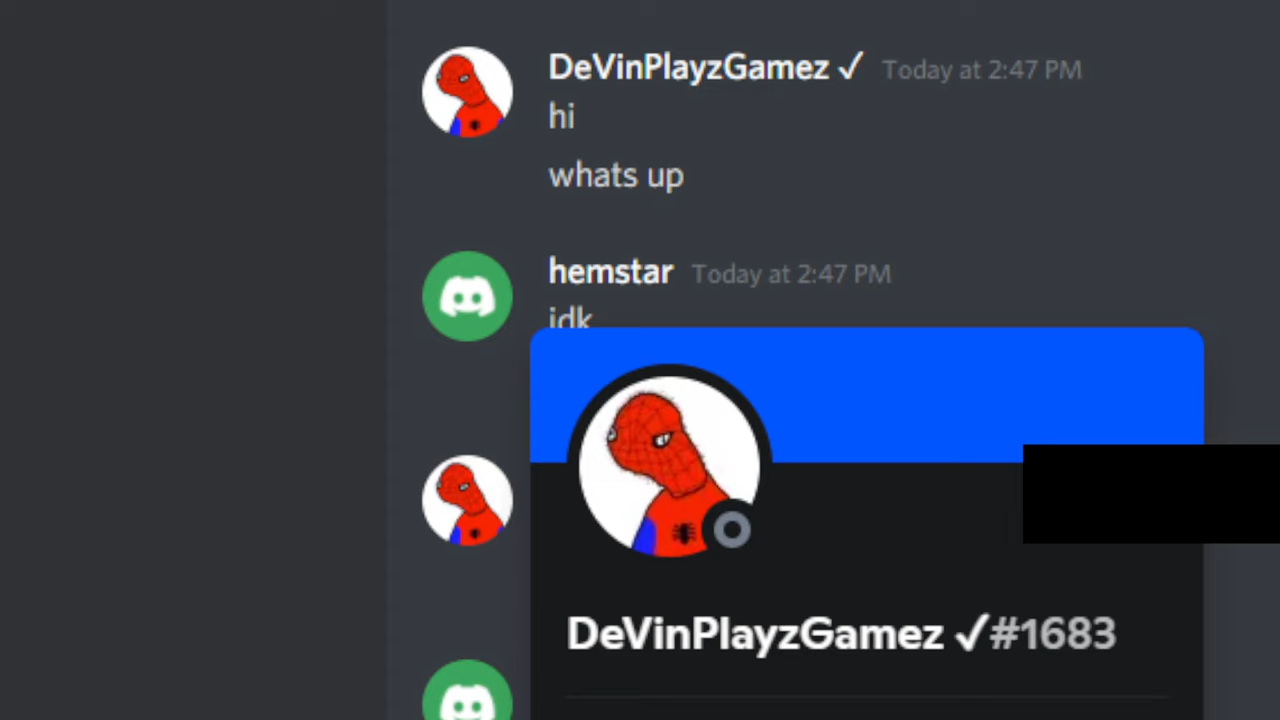 DeVinPlayzGamez ✓ Today at 2:47 PM
hi
whats up
hemstar Today at 2:47 PM
idk
DeVinPlayzGamez ✓#1683